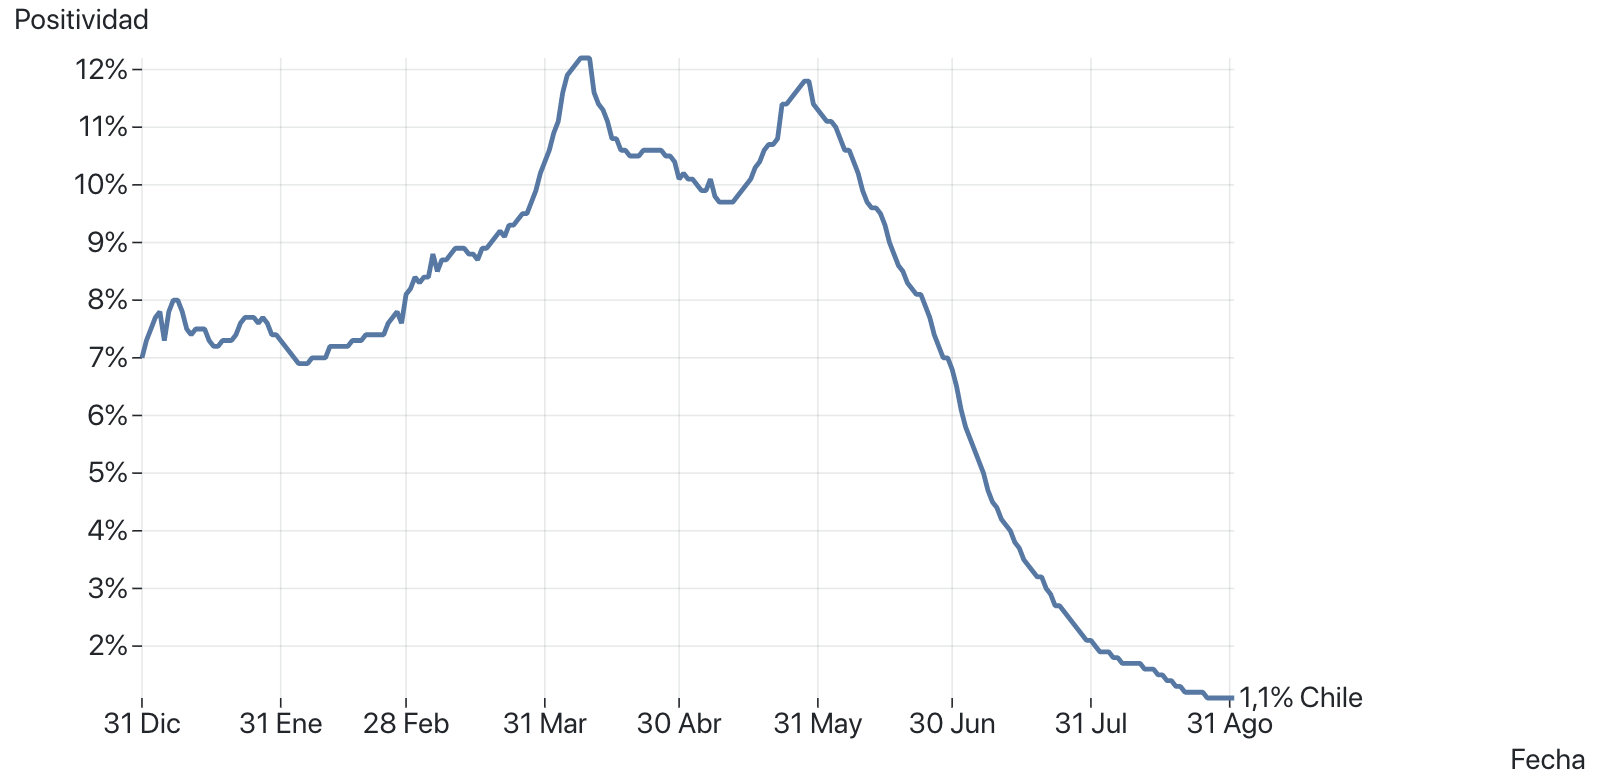 Positividad
12%
11%
10%
9%
8%
7%
6%
5%
4%
3%
2%
1,1% Chile
31 Dic
31 Ene
28 Feb
31 Mar
30 Abr
31 May
30 Jun
31 Jul
31 Ago
Fecha